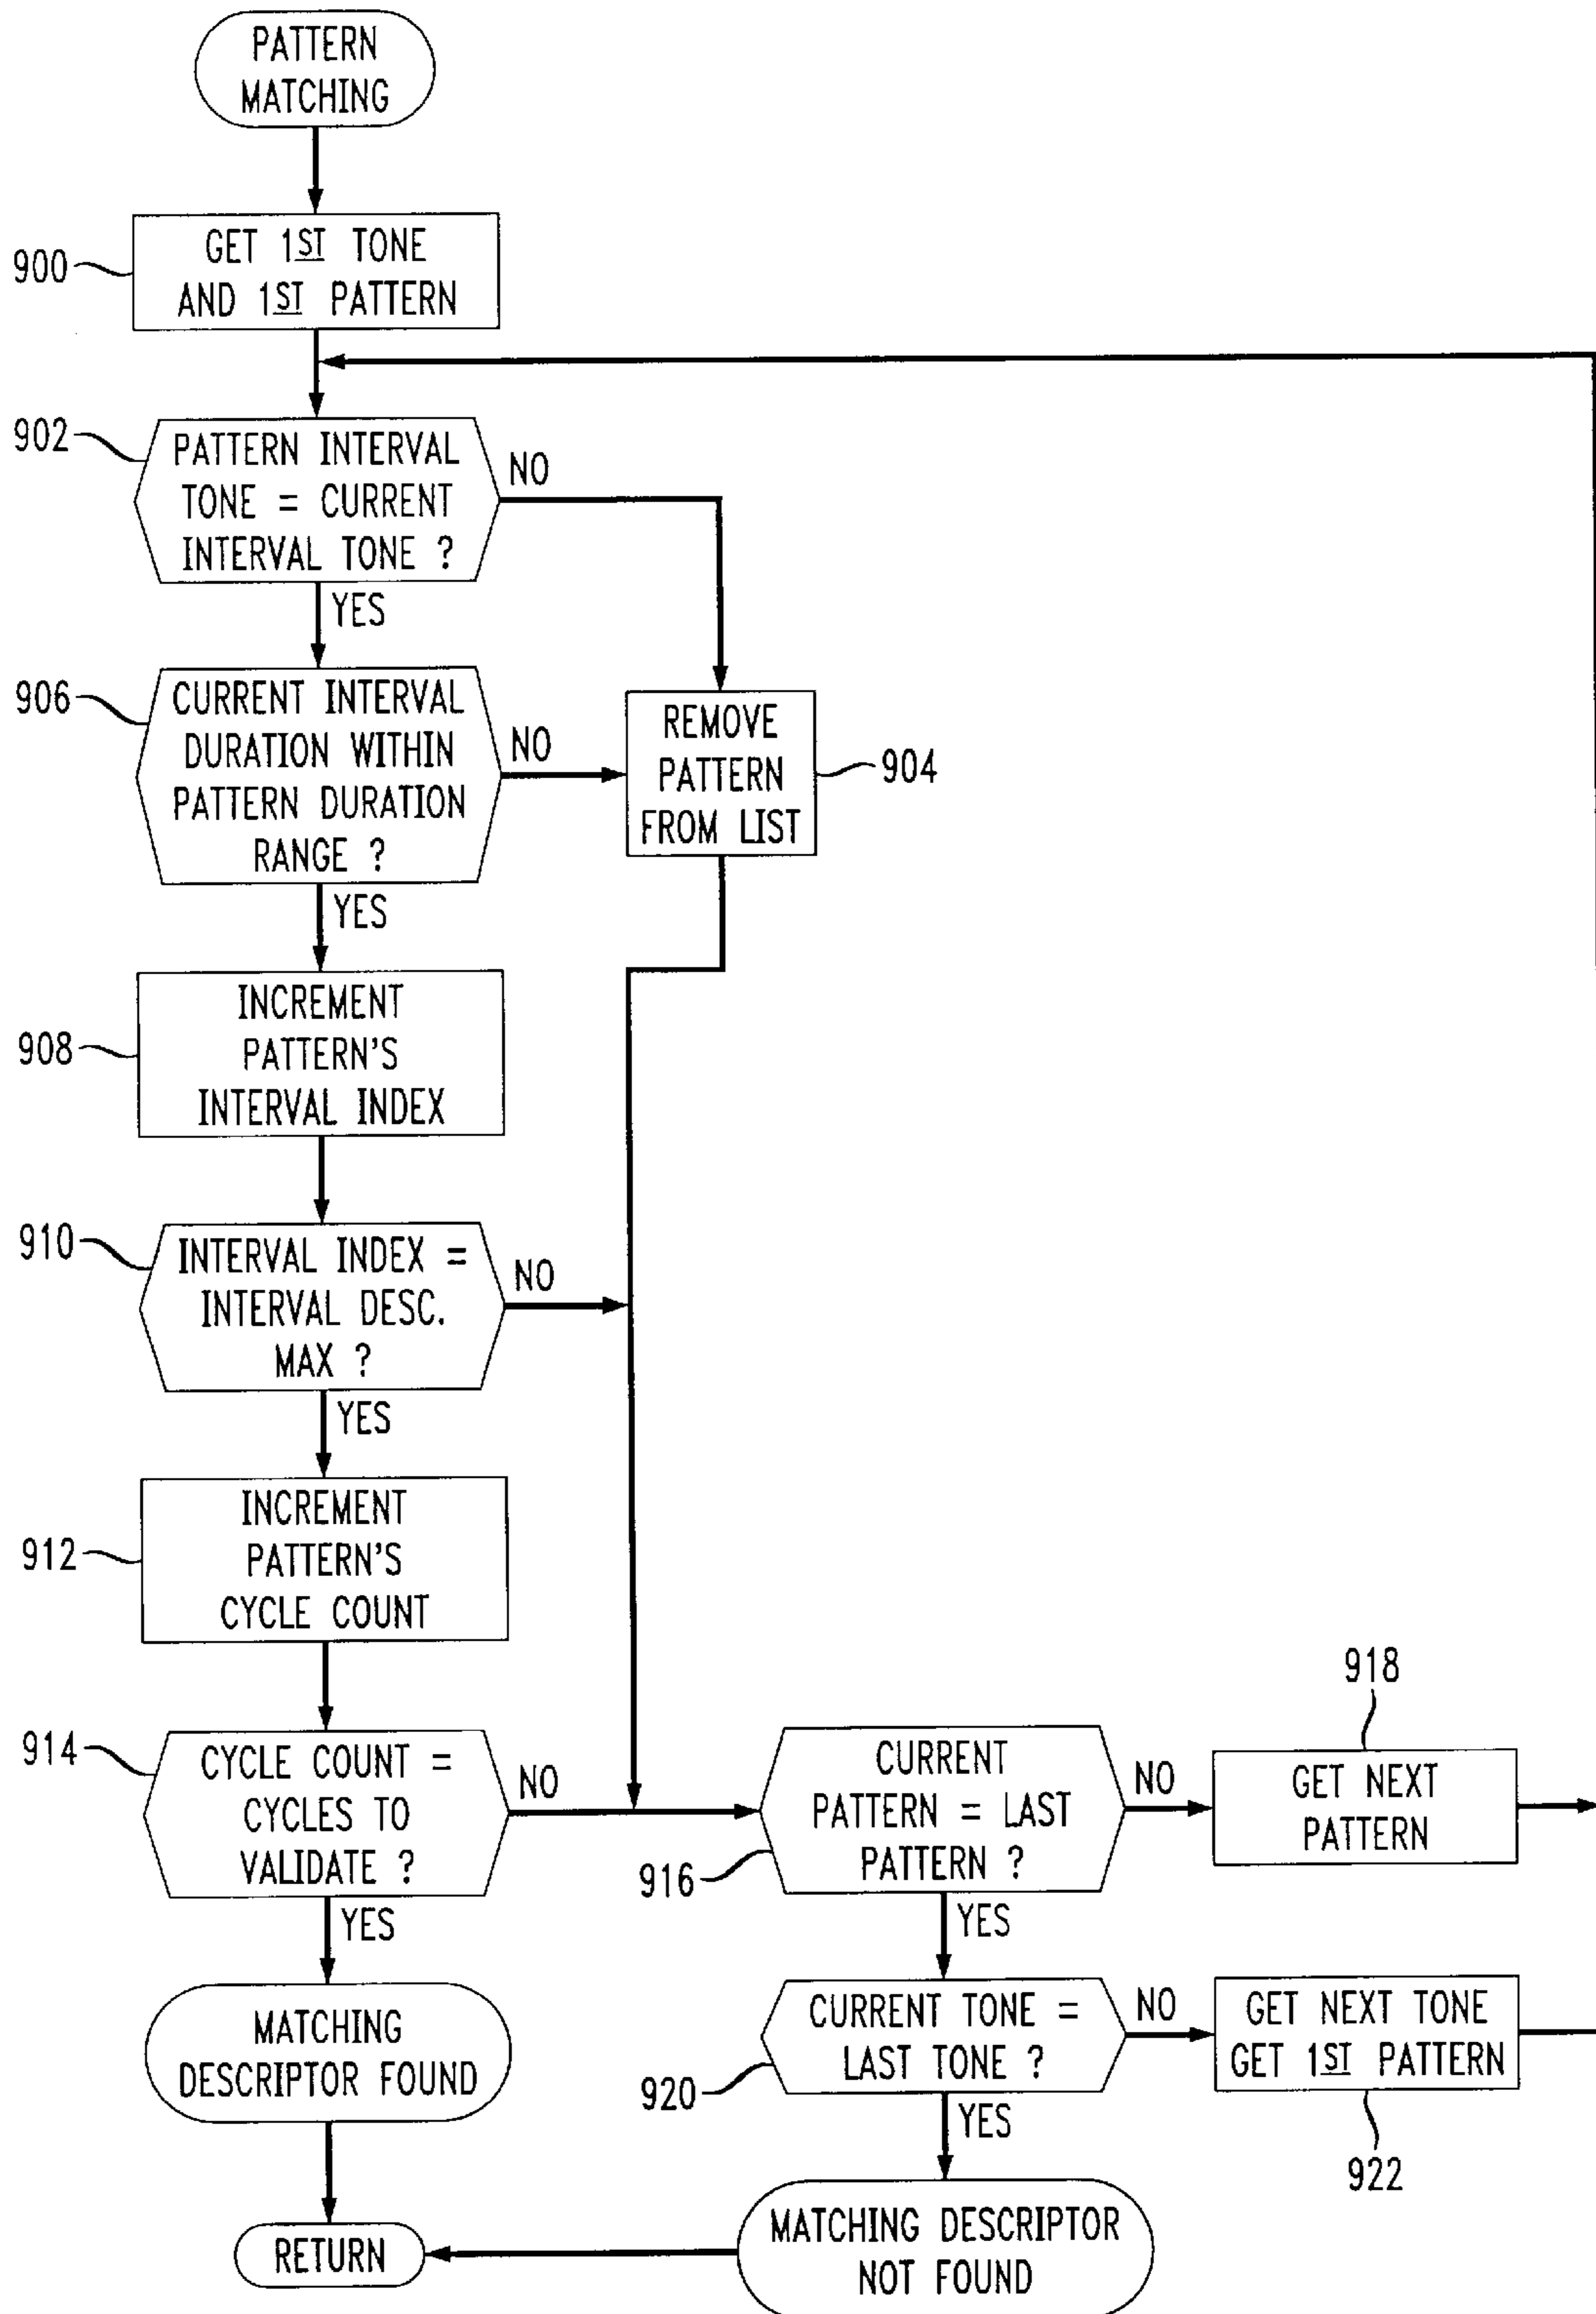 PATTERN
MATCHING
900
GET 1ST TONE
AND 1ST PATTERN
902
PATTERN INTERVAL
TONE = CURRENT
INTERVAL TONE ?
NO
YES
906
CURRENT INTERVAL
DURATION WITHIN
PATTERN DURATION
RANGE ?
NO
REMOVE
PATTERN
FROM LIST
904
YES
908
INCREMENT
PATTERN'S
INTERVAL INDEX
910
INTERVAL INDEX =
INTERVAL DESC.
MAX ?
NO
YES
912
INCREMENT
PATTERN'S
CYCLE COUNT
914
CYCLE COUNT =
CYCLES TO
VALIDATE ?
NO
CURRENT
PATTERN = LAST
PATTERN ?
916
NO
918
GET NEXT
PATTERN
YES
YES
MATCHING
DESCRIPTOR FOUND
CURRENT TONE =
LAST TONE ?
920
NO
GET NEXT TONE
GET 1ST PATTERN
922
YES
RETURN
MATCHING DESCRIPTOR
NOT FOUND